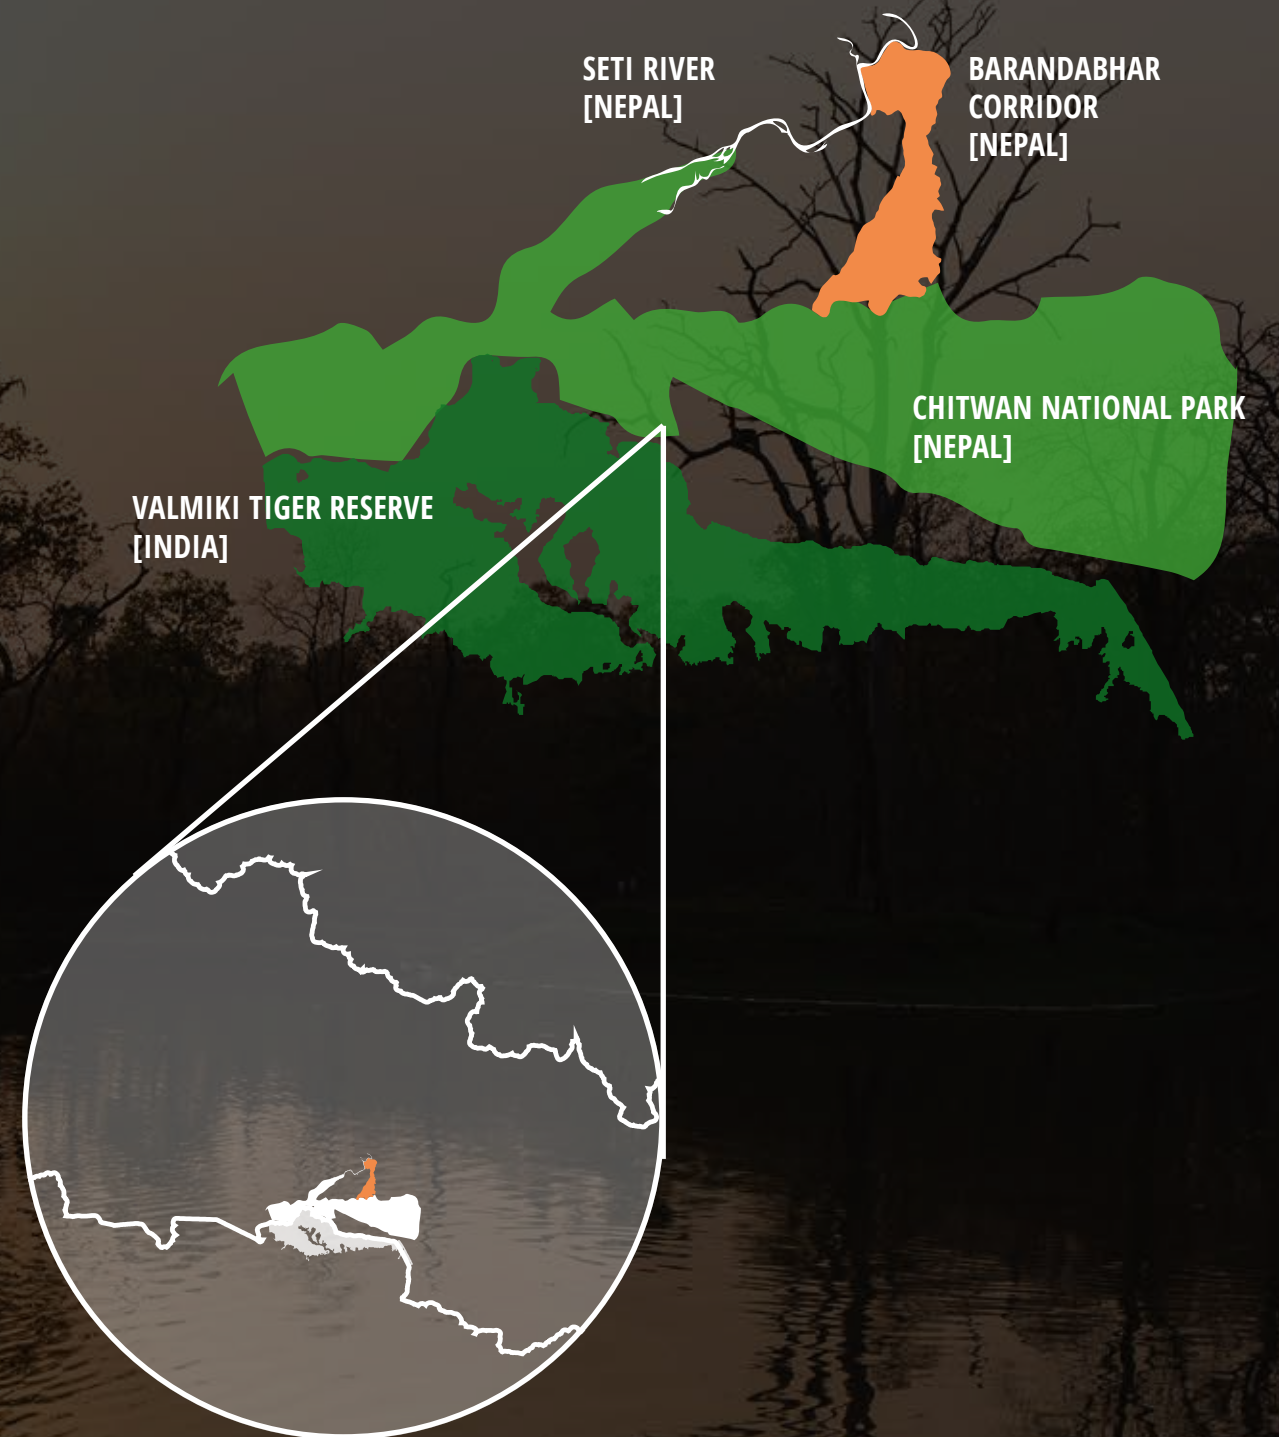 SETI RIVER
[NEPAL]
BARANDABHAR
CORRIDOR
[NEPAL]
CHITWAN NATIONAL PARK
[NEPAL]
VALMIKI TIGER RESERVE
[INDIA]